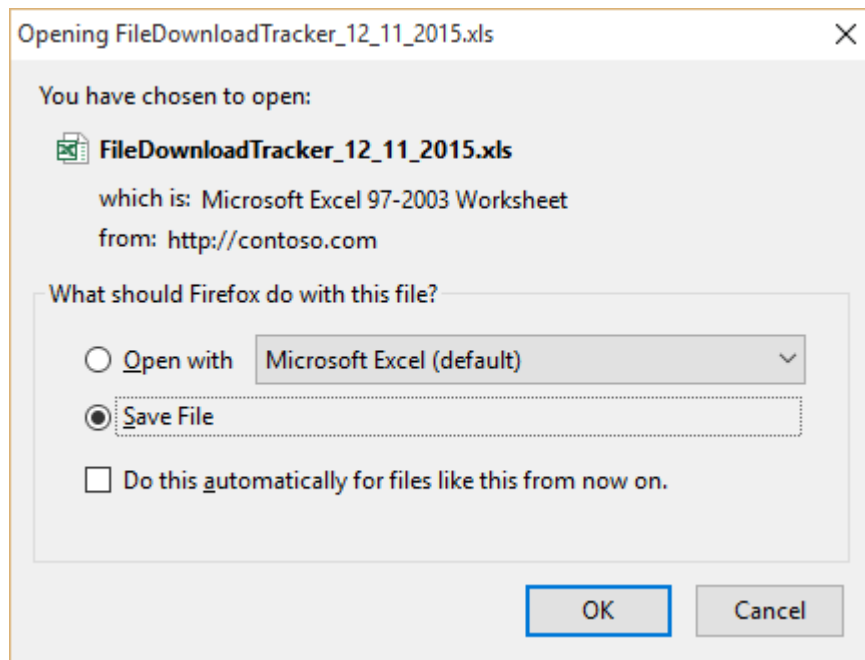 Opening FileDownloadTracker_12_11_2015.xls
You have chosen to open:
FileDownloadTracker_12_11_2015.xls
which is: Microsoft Excel 97-2003 Worksheet
from: http://contoso.com
What should Firefox do with this file?
Open with Microsoft Excel (default)
Save File
Do this automatically for files like this from now on.
OK Cancel